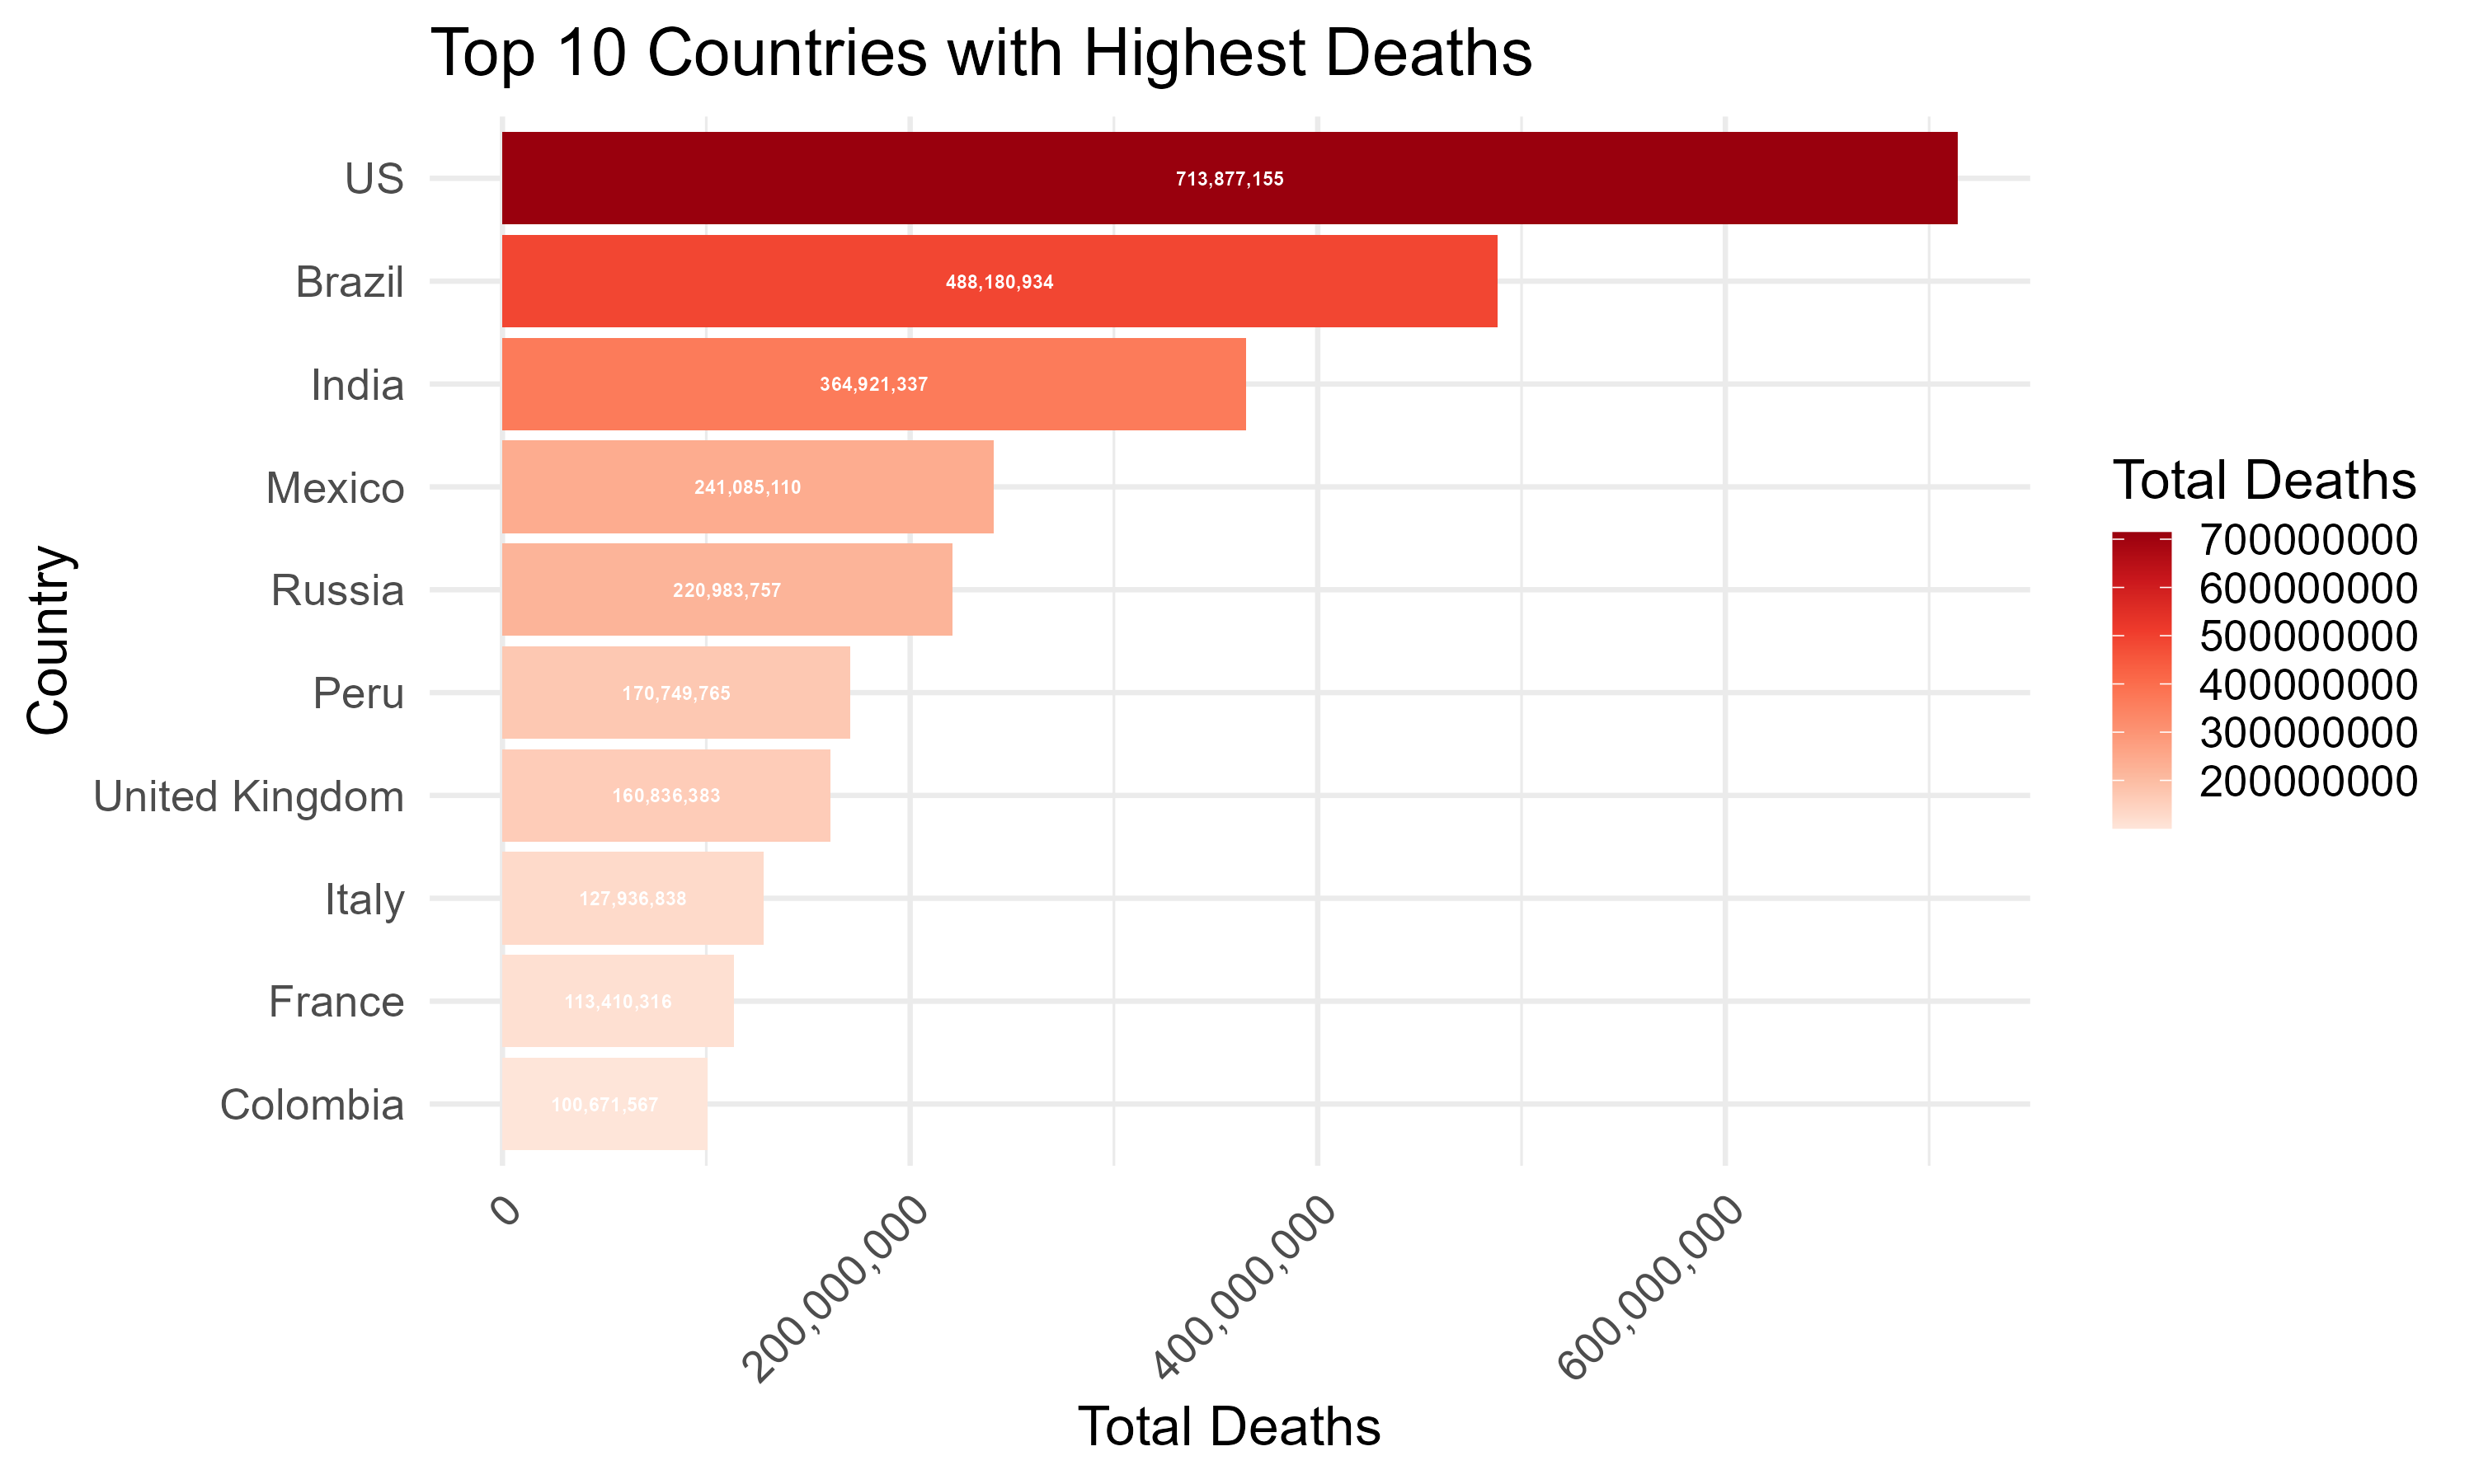 Top 10 Countries with Highest Deaths
Country
US
713,877,155
Brazil
488,180,934
India
364,921,337
Mexico
241,085,110
Russia
220,983,757
Peru
170,749,765
United Kingdom
160,836,383
Italy
127,936,838
France
113,410,316
Colombia
100,671,567
0
200,000,000
400,000,000
600,000,000
Total Deaths
Total Deaths
700000000
600000000
500000000
400000000
300000000
200000000